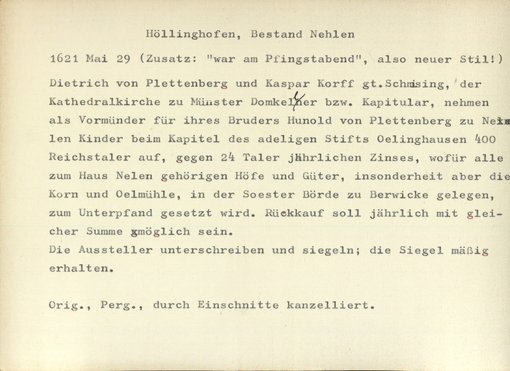 Höllinghofen, Bestand Nehlen
1621 Mai 29 (Zusatz: "war am Pfingstabend", also neuer Stil!)
Dietrich von Plettenberg und Kaspar Korff gt.Schmising, der
Kathedralkirche zu Münster Domkellner bzw. Kapitular, nehmen
als Vormünder für ihres Bruders Hunold von Plettenberg zu Neh
len Kinder beim Kapitel des adeligen Stifts Oelinghausen 400
Reichstaler auf, gegen 24 Taler jährlichen Zinses, wofür alle
zum Haus Nelen gehörigen Höfe und Güter, insonderheit aber die
Korn und Oelmühle, in der Soester Börde zu Berwicke gelegen,
zum Unterpfand gesetzt wird. Rückkauf soll jährlich mit glei-
cher Summe möglich sein.
Die Aussteller unterschreiben und siegeln; die Siegel mäßig
erhalten.
Orig., Perg., durch Einschnitte kanzelliert.